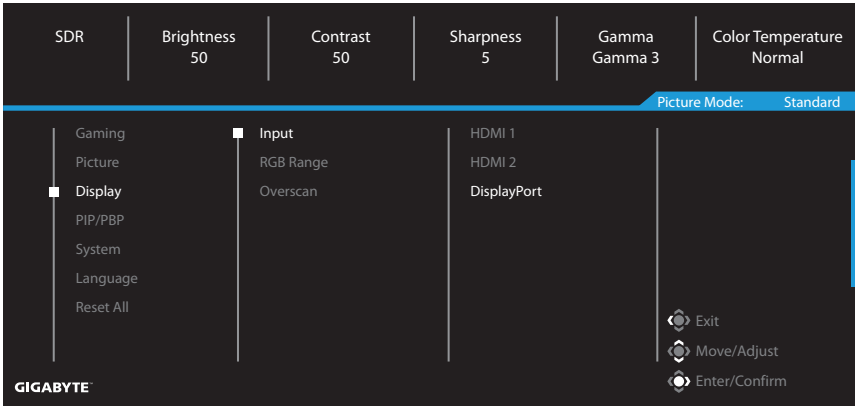 SDR
Brightness
50
Contrast
50
Sharpness
5
Gamma
Gamma 3
Color Temperature
Normal
Picture Mode: Standard
Gaming
Picture
Display
PIP/PBP
System
Language
Reset All
Input
RGB Range
Overscan
HDMI 1
HDMI 2
DisplayPort
Exit
Move/Adjust
Enter/Confirm
GIGABYTE™